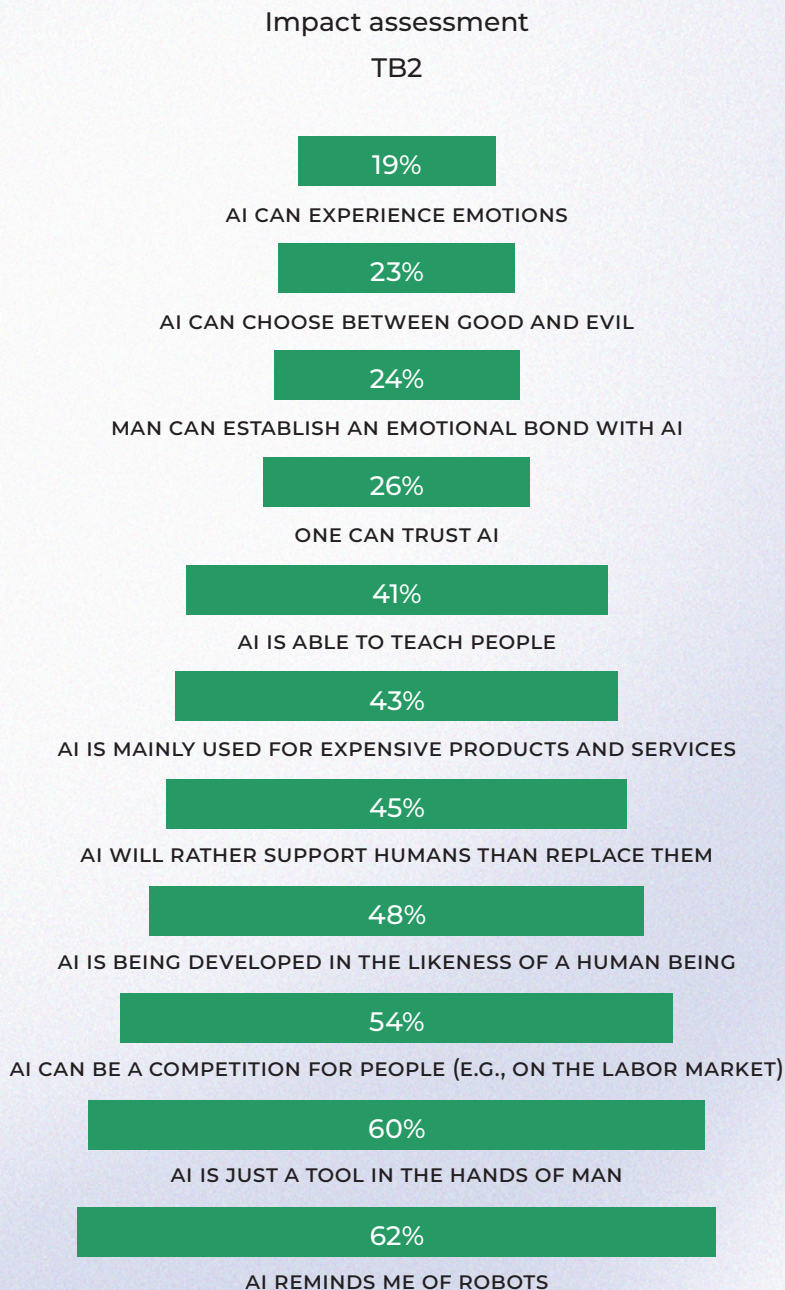 Impact assessment
TB2
19%
AI CAN EXPERIENCE EMOTIONS
23%
AI CAN CHOOSE BETWEEN GOOD AND EVIL
24%
MAN CAN ESTABLISH AN EMOTIONAL BOND WITH AI
26%
ONE CAN TRUST AI
41%
AI IS ABLE TO TEACH PEOPLE
43%
AI IS MAINLY USED FOR EXPENSIVE PRODUCTS AND SERVICES
45%
AI WILL RATHER SUPPORT HUMANS THAN REPLACE THEM
48%
AI IS BEING DEVELOPED IN THE LIKENESS OF A HUMAN BEING
54%
AI CAN BE A COMPETITION FOR PEOPLE (E.G., ON THE LABOR MARKET)
60%
AI IS JUST A TOOL IN THE HANDS OF MAN
62%
AI REMINDS ME OF ROBOTS